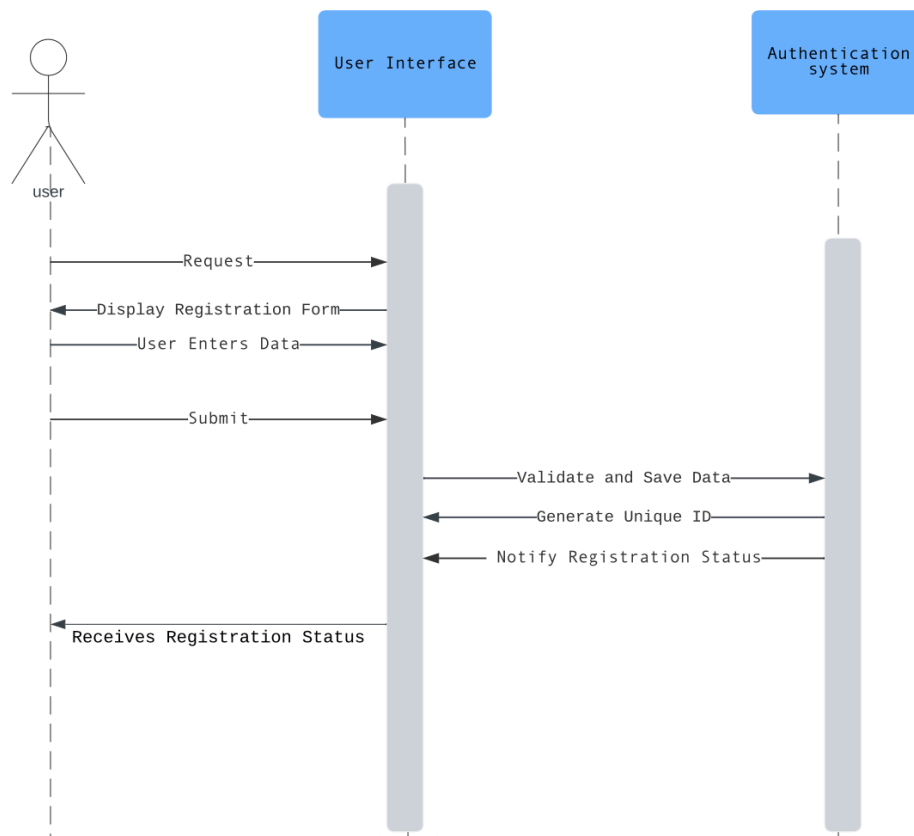 User Interface
Authentication
system
user
Request
Display Registration Form
User Enters Data
Submit
Validate and Save Data
Generate Unique ID
Notify Registration Status
Receives Registration Status